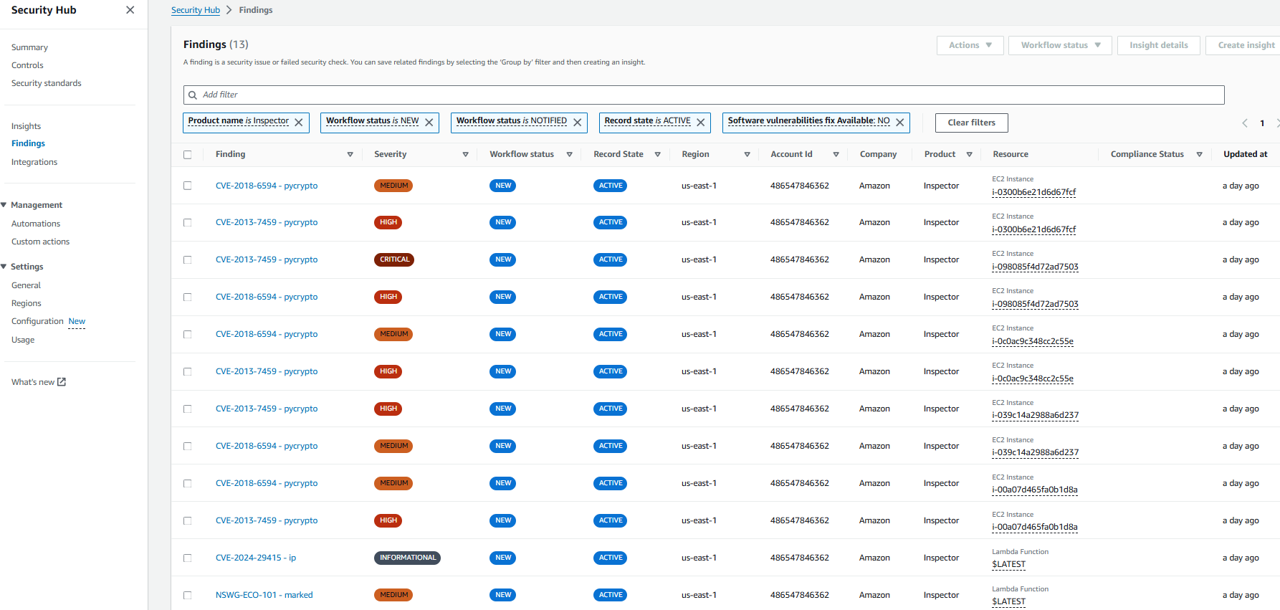 Security Hub
Security Hub > Findings
Summary
Controls
Security standards
Insights
Findings
Integrations
Management
Automations
Custom actions
Settings
General
Regions
Configuration New
Usage
What's new
Findings (13)
Actions Workflow status Insight details Create insight
A finding is a security issue or failed security check. You can save related findings by selecting the 'Group by' filter and then creating an insight.
Add filter
Product name is Inspector Workflow status is NEW Workflow status is NOTIFIED Record state is ACTIVE Software vulnerabilities fix Available: NO Clear filters 1
Finding Severity Workflow status Record State Region Account Id Company Product Resource Compliance Status Updated at
EC2 Instance
CVE-2018-6594 - pycrypto MEDIUM NEW ACTIVE us-east-1 486547846362 Amazon Inspector a day ago
i-0300b6e21d6d67fcf
EC2 Instance
CVE-2013-7459 - pycrypto HIGH NEW ACTIVE us-east-1 486547846362 Amazon Inspector a day ago
i-0300b6e21d6d67fcf
EC2 Instance
CVE-2013-7459 - pycrypto CRITICAL NEW ACTIVE us-east-1 486547846362 Amazon Inspector a day ago
i-098085f4d72ad7503
EC2 Instance
CVE-2018-6594 - pycrypto HIGH NEW ACTIVE us-east-1 486547846362 Amazon Inspector a day ago
i-098085f4d72ad7503
EC2 Instance
CVE-2018-6594 - pycrypto MEDIUM NEW ACTIVE us-east-1 486547846362 Amazon Inspector a day ago
i-0c0ac9c348cc2c55e
EC2 Instance
CVE-2013-7459 - pycrypto HIGH NEW ACTIVE us-east-1 486547846362 Amazon Inspector a day ago
i-0c0ac9c348cc2c55e
EC2 Instance
CVE-2013-7459 - pycrypto HIGH NEW ACTIVE us-east-1 486547846362 Amazon Inspector a day ago
i-039c14a2988a6d237
EC2 Instance
CVE-2018-6594 - pycrypto MEDIUM NEW ACTIVE us-east-1 486547846362 Amazon Inspector a day ago
i-039c14a2988a6d237
EC2 Instance
CVE-2018-6594 - pycrypto MEDIUM NEW ACTIVE us-east-1 486547846362 Amazon Inspector a day ago
i-00a07d465fa0b1d8a
EC2 Instance
CVE-2013-7459 - pycrypto HIGH NEW ACTIVE us-east-1 486547846362 Amazon Inspector a day ago
i-00a07d465fa0b1d8a
Lambda Function
CVE-2024-29415 - ip INFORMATIONAL NEW ACTIVE us-east-1 486547846362 Amazon Inspector a day ago
$LATEST
Lambda Function
NSWG-ECO-101 - marked MEDIUM NEW ACTIVE us-east-1 486547846362 Amazon Inspector a day ago
$LATEST